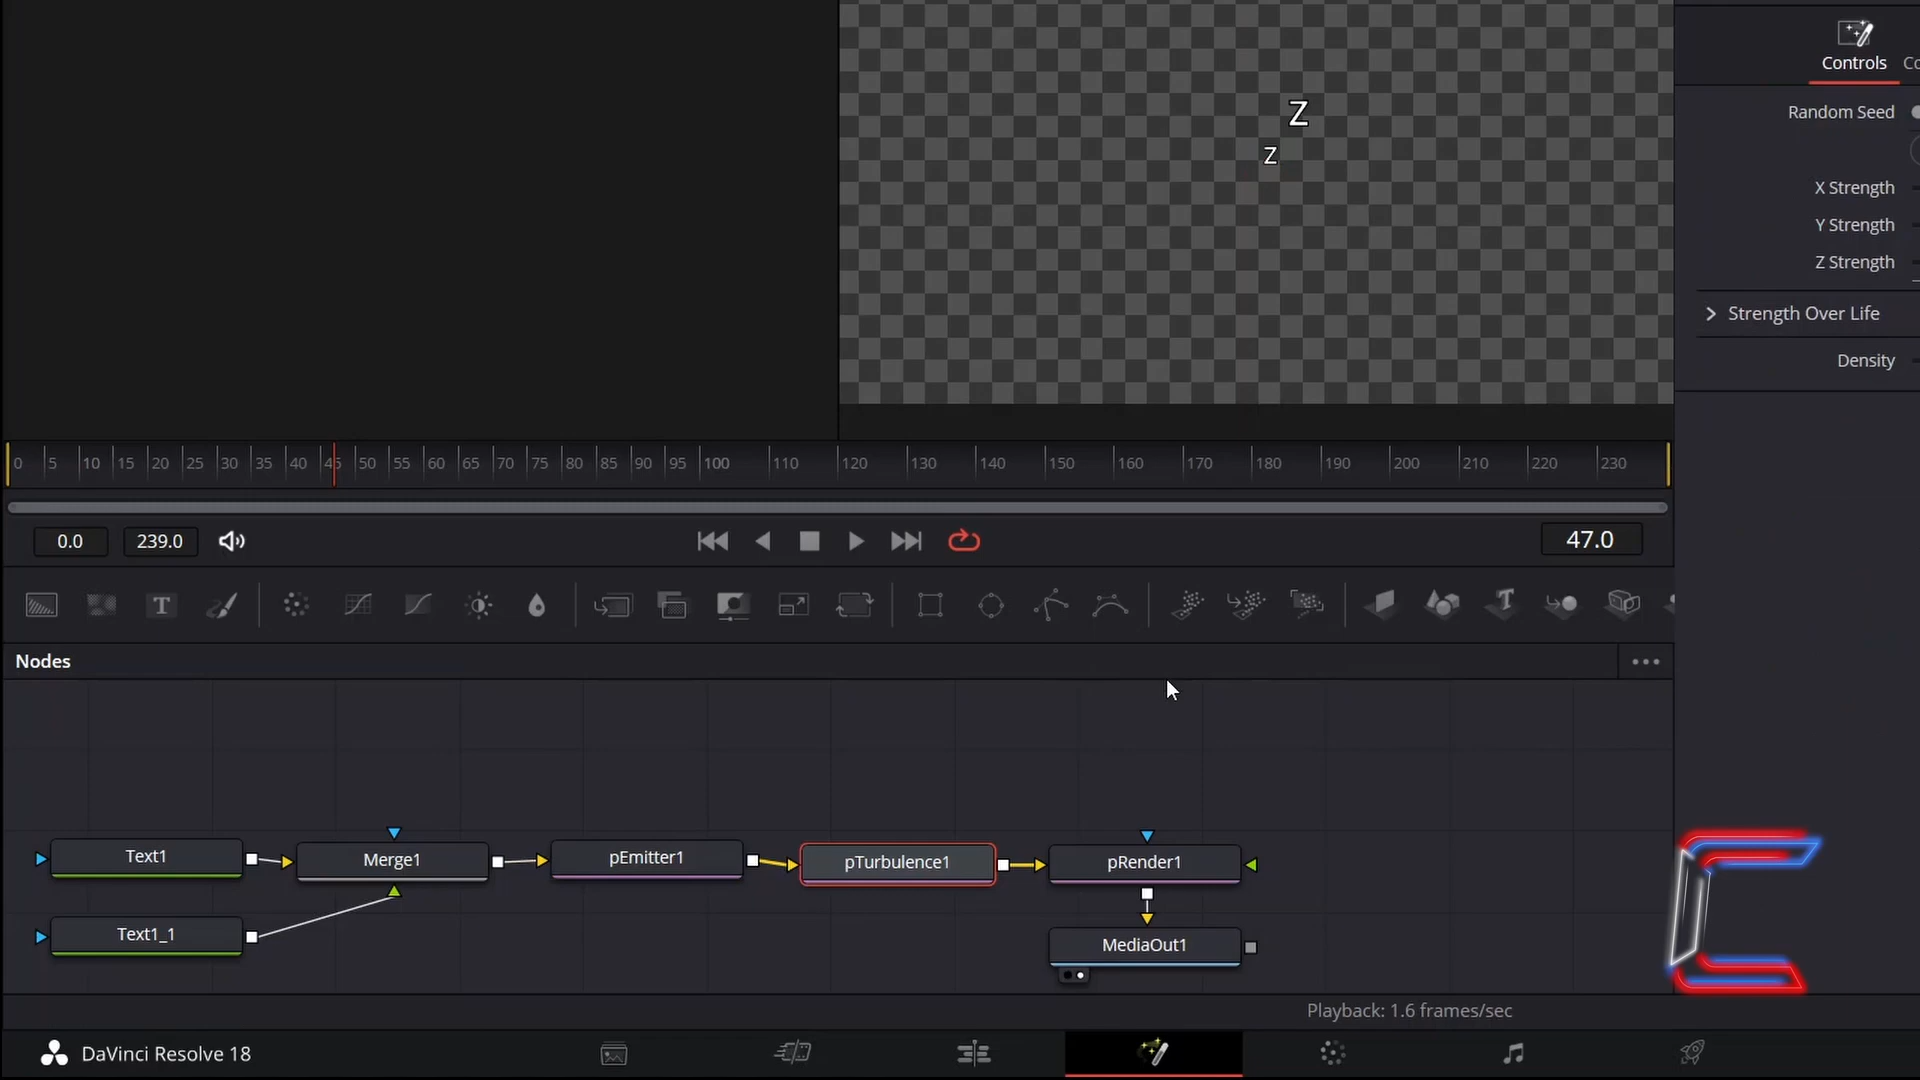 Controls
Random Seed
Z
z
X Strength
Y Strength
Z Strength
Strength Over Life
Density
0 5 10 15 20 25 30 35 40 45 50 55 60 65 70 75 80 85 90 95 100 110 120 130 140 150 160 170 180 190 200 210 220 230
0.0 239.0 47.0
T T
Nodes
Text1 Merge1 pEmitter1 pTurbulence1 pRender1
Text1_1 MediaOut1
Playback: 1.6 frames/sec
DaVinci Resolve 18